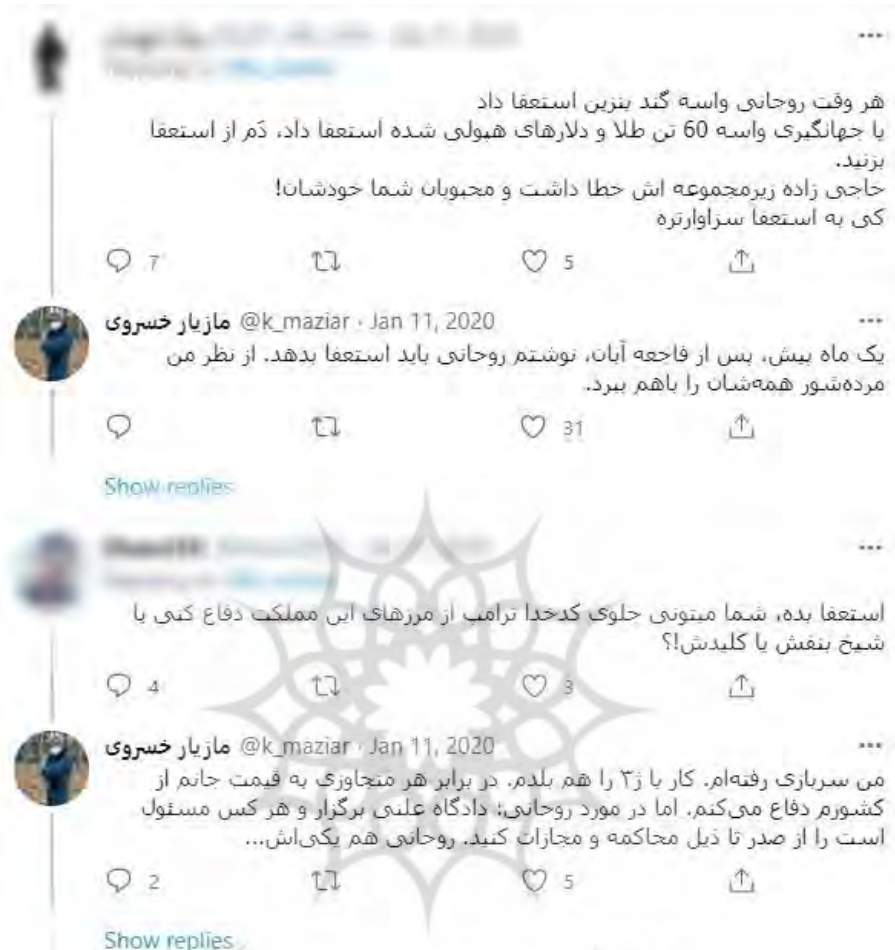 هر وقت روحانی واسه گند بنزین استعفا داد
یا جهانگیری واسه 60 تن طلا و دلارهای هپولی شده استعفا داد، دَم از استعفا
بزنید.
حاجی زاده زیرمجموعه اش خطا داشت و محبوبان شما خودشان!
کی به استعفا سزاوارتره
7
5
مازیار خسروی @k_maziar · Jan 11, 2020
یک ماه پیش، پس از فاجعه آبان، نوشتم روحانی باید استعفا بدهد. از نظر من
مرده‌شور همه‌شان را باهم ببرد.
31
Show replies
استعفا بده، شما میتونی جلوی کدخدا ترامپ از مرزهای این مملکت دفاع کنی یا
شیخ بنفش با کلیدش!؟
4
3
مازیار خسروی @k_maziar · Jan 11, 2020
من سربازی رفته‌ام. کار با ژ۳ را هم بلدم. در برابر هر متجاوزی به قیمت جانم از
کشورم دفاع می‌کنم. اما در مورد روحانی؛ دادگاه علنی برگزار و هر کس مسئول
است را از صدر تا ذیل محاکمه و مجازات کنید. روحانی هم یکی‌اش...
2
5
Show replies